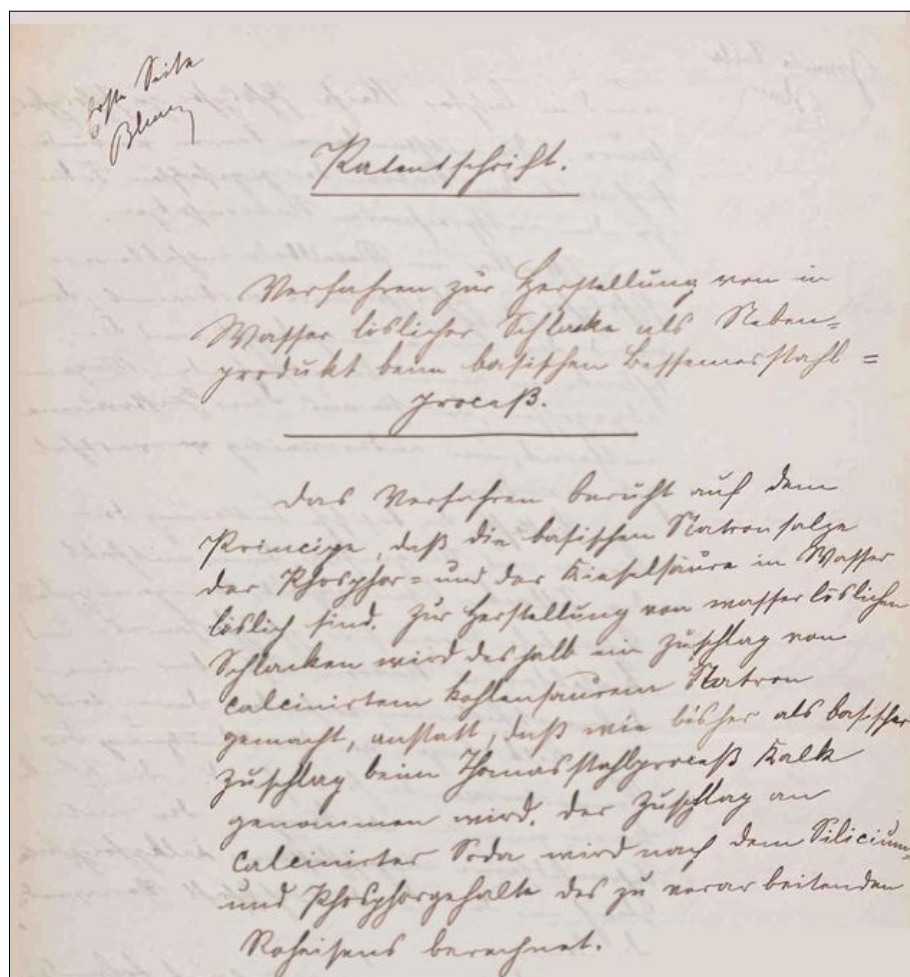 erste Seite
Patentschrift.
Verfahren zur Herstellung von in
Wasser löslicher Schlacke als Neben=
produkt beim basischen Bessemerstahl=
proceß.
Das Verfahren beruht auf dem
Principe, daß die basischen Natronsalze
der Phosphor= und der Kieselsäure in Wasser
löslich sind. Zur Herstellung von wasserlöslichen
Schlacken wird deshalb ein Zuschlag von
calcinirtem kohlensaurem Natron
gemacht, anstatt, daß wie bisher als basischer
Zuschlag beim Thomasstahlproceß Kalk
genommen wird. Der Zuschlag an
calcinirter Soda wird nach dem Silicium=
und Phosphorgehalte des zu verarbeitenden
Roheisens berechnet.